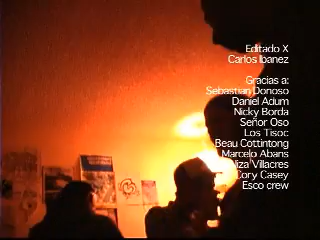 Editado X
Carlos Ibanez
Gracias a:
Sebastian Donoso
Daniel Adum
Nicky Borda
Señor Oso
Los Tisoc
Beau Cottintong
Marcelo Abans
Villacres
Cory Casey
Esco crew